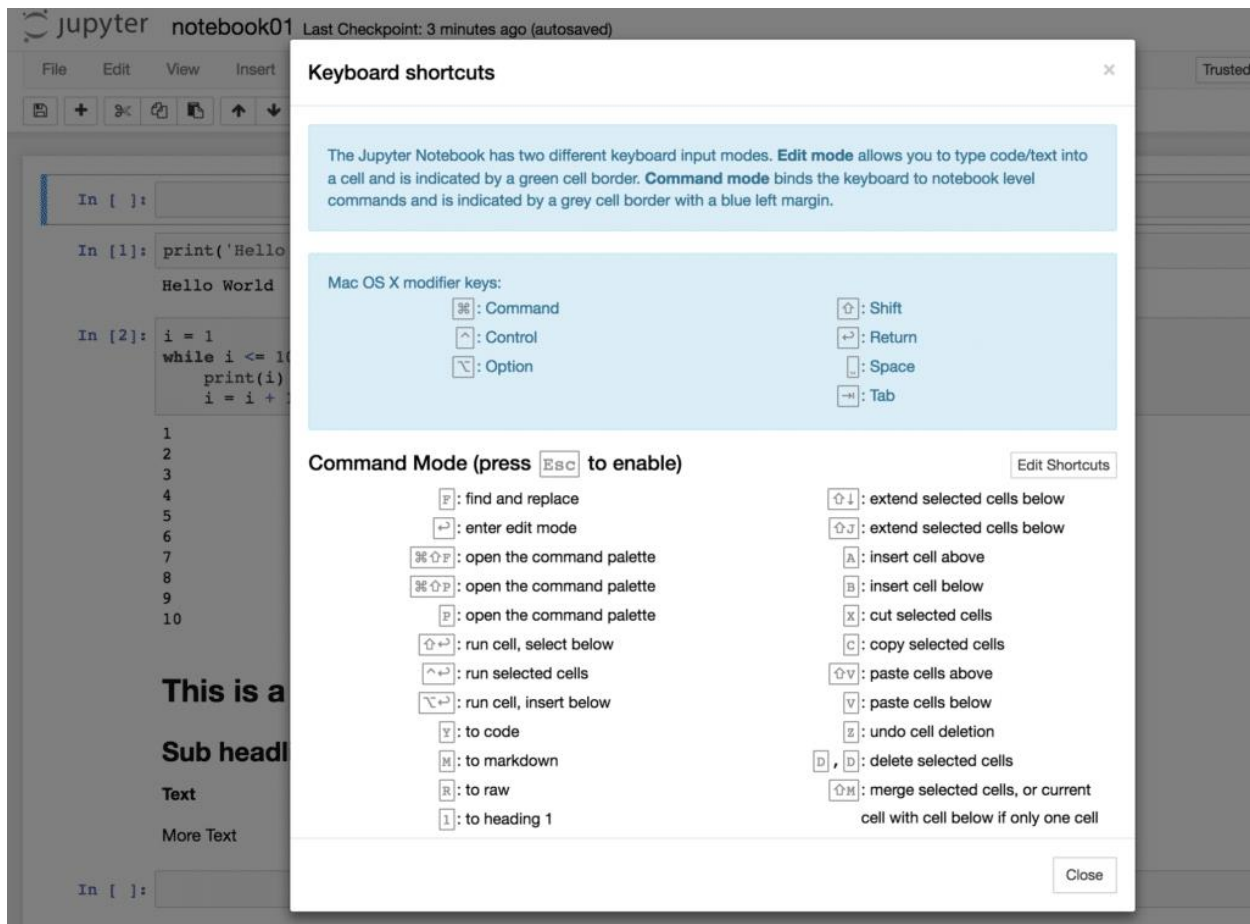 jupyter notebook01 Last Checkpoint: 3 minutes ago (autosaved)
File Edit View Insert
Trusted
Keyboard shortcuts ×
The Jupyter Notebook has two different keyboard input modes. Edit mode allows you to type code/text into
a cell and is indicated by a green cell border. Command mode binds the keyboard to notebook level
commands and is indicated by a grey cell border with a blue left margin.
Mac OS X modifier keys:
⌘: Command
^: Control
⌥: Option
⇧: Shift
↩: Return
␣: Space
⇥: Tab
Command Mode (press Esc to enable)
Edit Shortcuts
F: find and replace
↩: enter edit mode
⌘⇧F: open the command palette
⌘⇧P: open the command palette
P: open the command palette
⇧↩: run cell, select below
^↩: run selected cells
⌥↩: run cell, insert below
Y: to code
M: to markdown
R: to raw
1: to heading 1
⇧↓: extend selected cells below
⇧J: extend selected cells below
A: insert cell above
B: insert cell below
X: cut selected cells
C: copy selected cells
⇧V: paste cells above
V: paste cells below
Z: undo cell deletion
D, D: delete selected cells
⇧M: merge selected cells, or current
cell with cell below if only one cell
Close
In [ ]:
In [1]: print('Hello
Hello World
In [2]: i = 1
while i <= 10
print(i)
i = i +
1
2
3
4
5
6
7
8
9
10
This is a
Sub headl
Text
More Text
In [ ]: